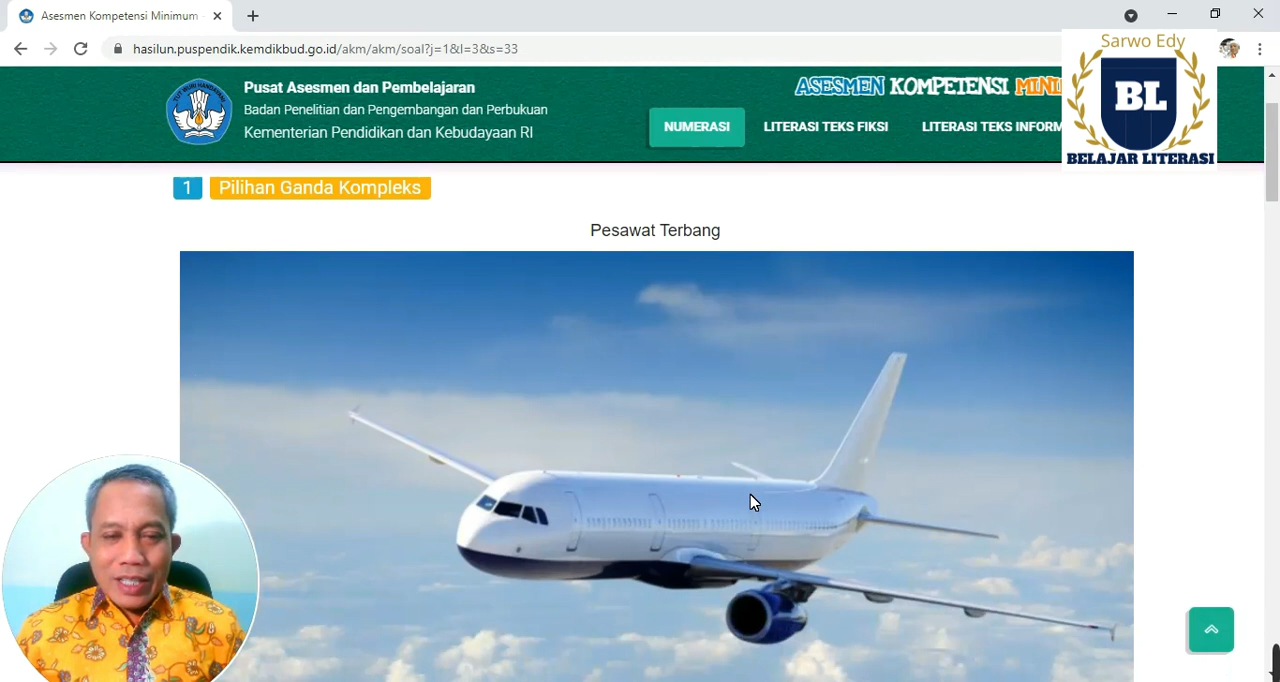 Asesmen Kompetensi Minimum
hasilun.puspendik.kemdikbud.go.id/akm/akm/soal?j=1&l=3&s=33
Sarwo Edy
BL
BELAJAR LITERASI
Pusat Asesmen dan Pembelajaran
Badan Penelitian dan Pengembangan dan Perbukuan
Kementerian Pendidikan dan Kebudayaan RI
ASESMEN KOMPETENSI MINI
NUMERASI
LITERASI TEKS FIKSI
LITERASI TEKS INFORM
1 Pilihan Ganda Kompleks
Pesawat Terbang